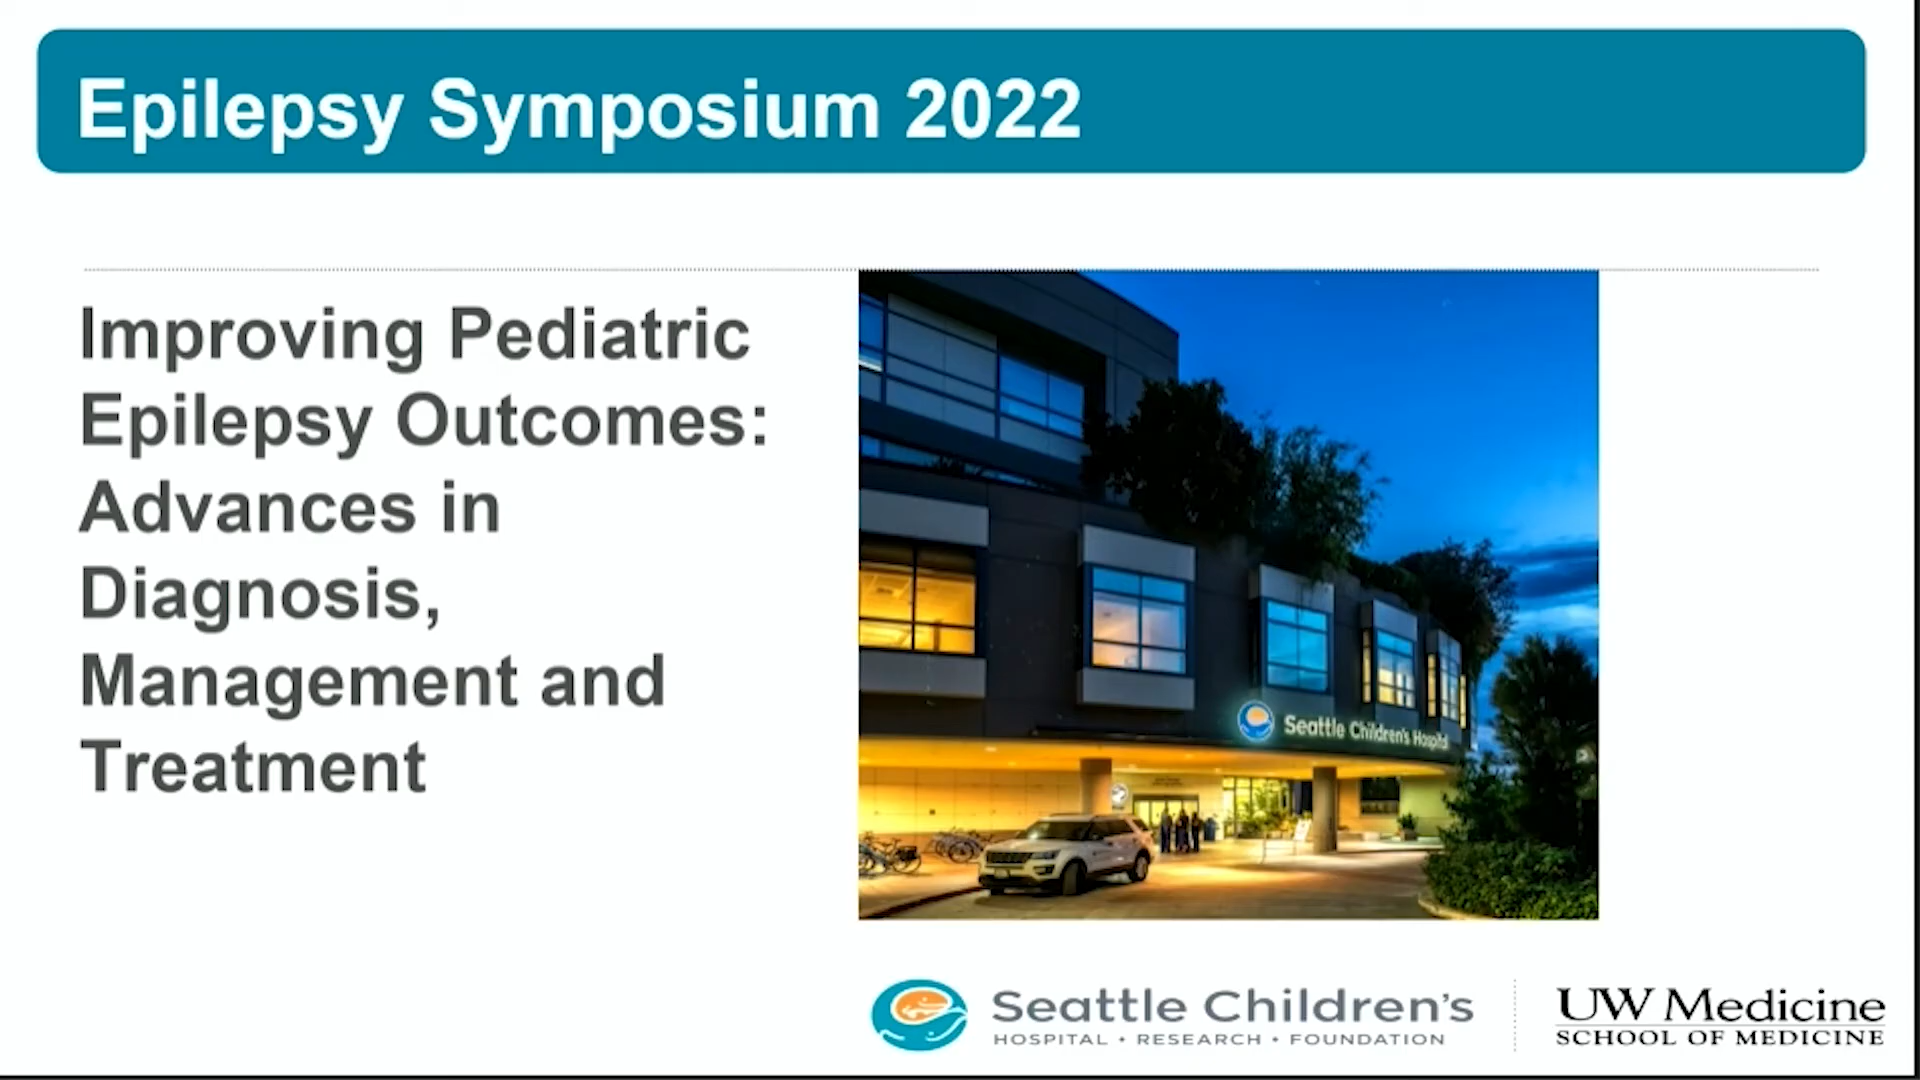 Epilepsy Symposium 2022
Improving Pediatric
Epilepsy Outcomes:
Advances in
Diagnosis,
Management and
Treatment
Seattle Children's Hospital
Seattle Children's
HOSPITAL • RESEARCH • FOUNDATION
UW Medicine
SCHOOL OF MEDICINE